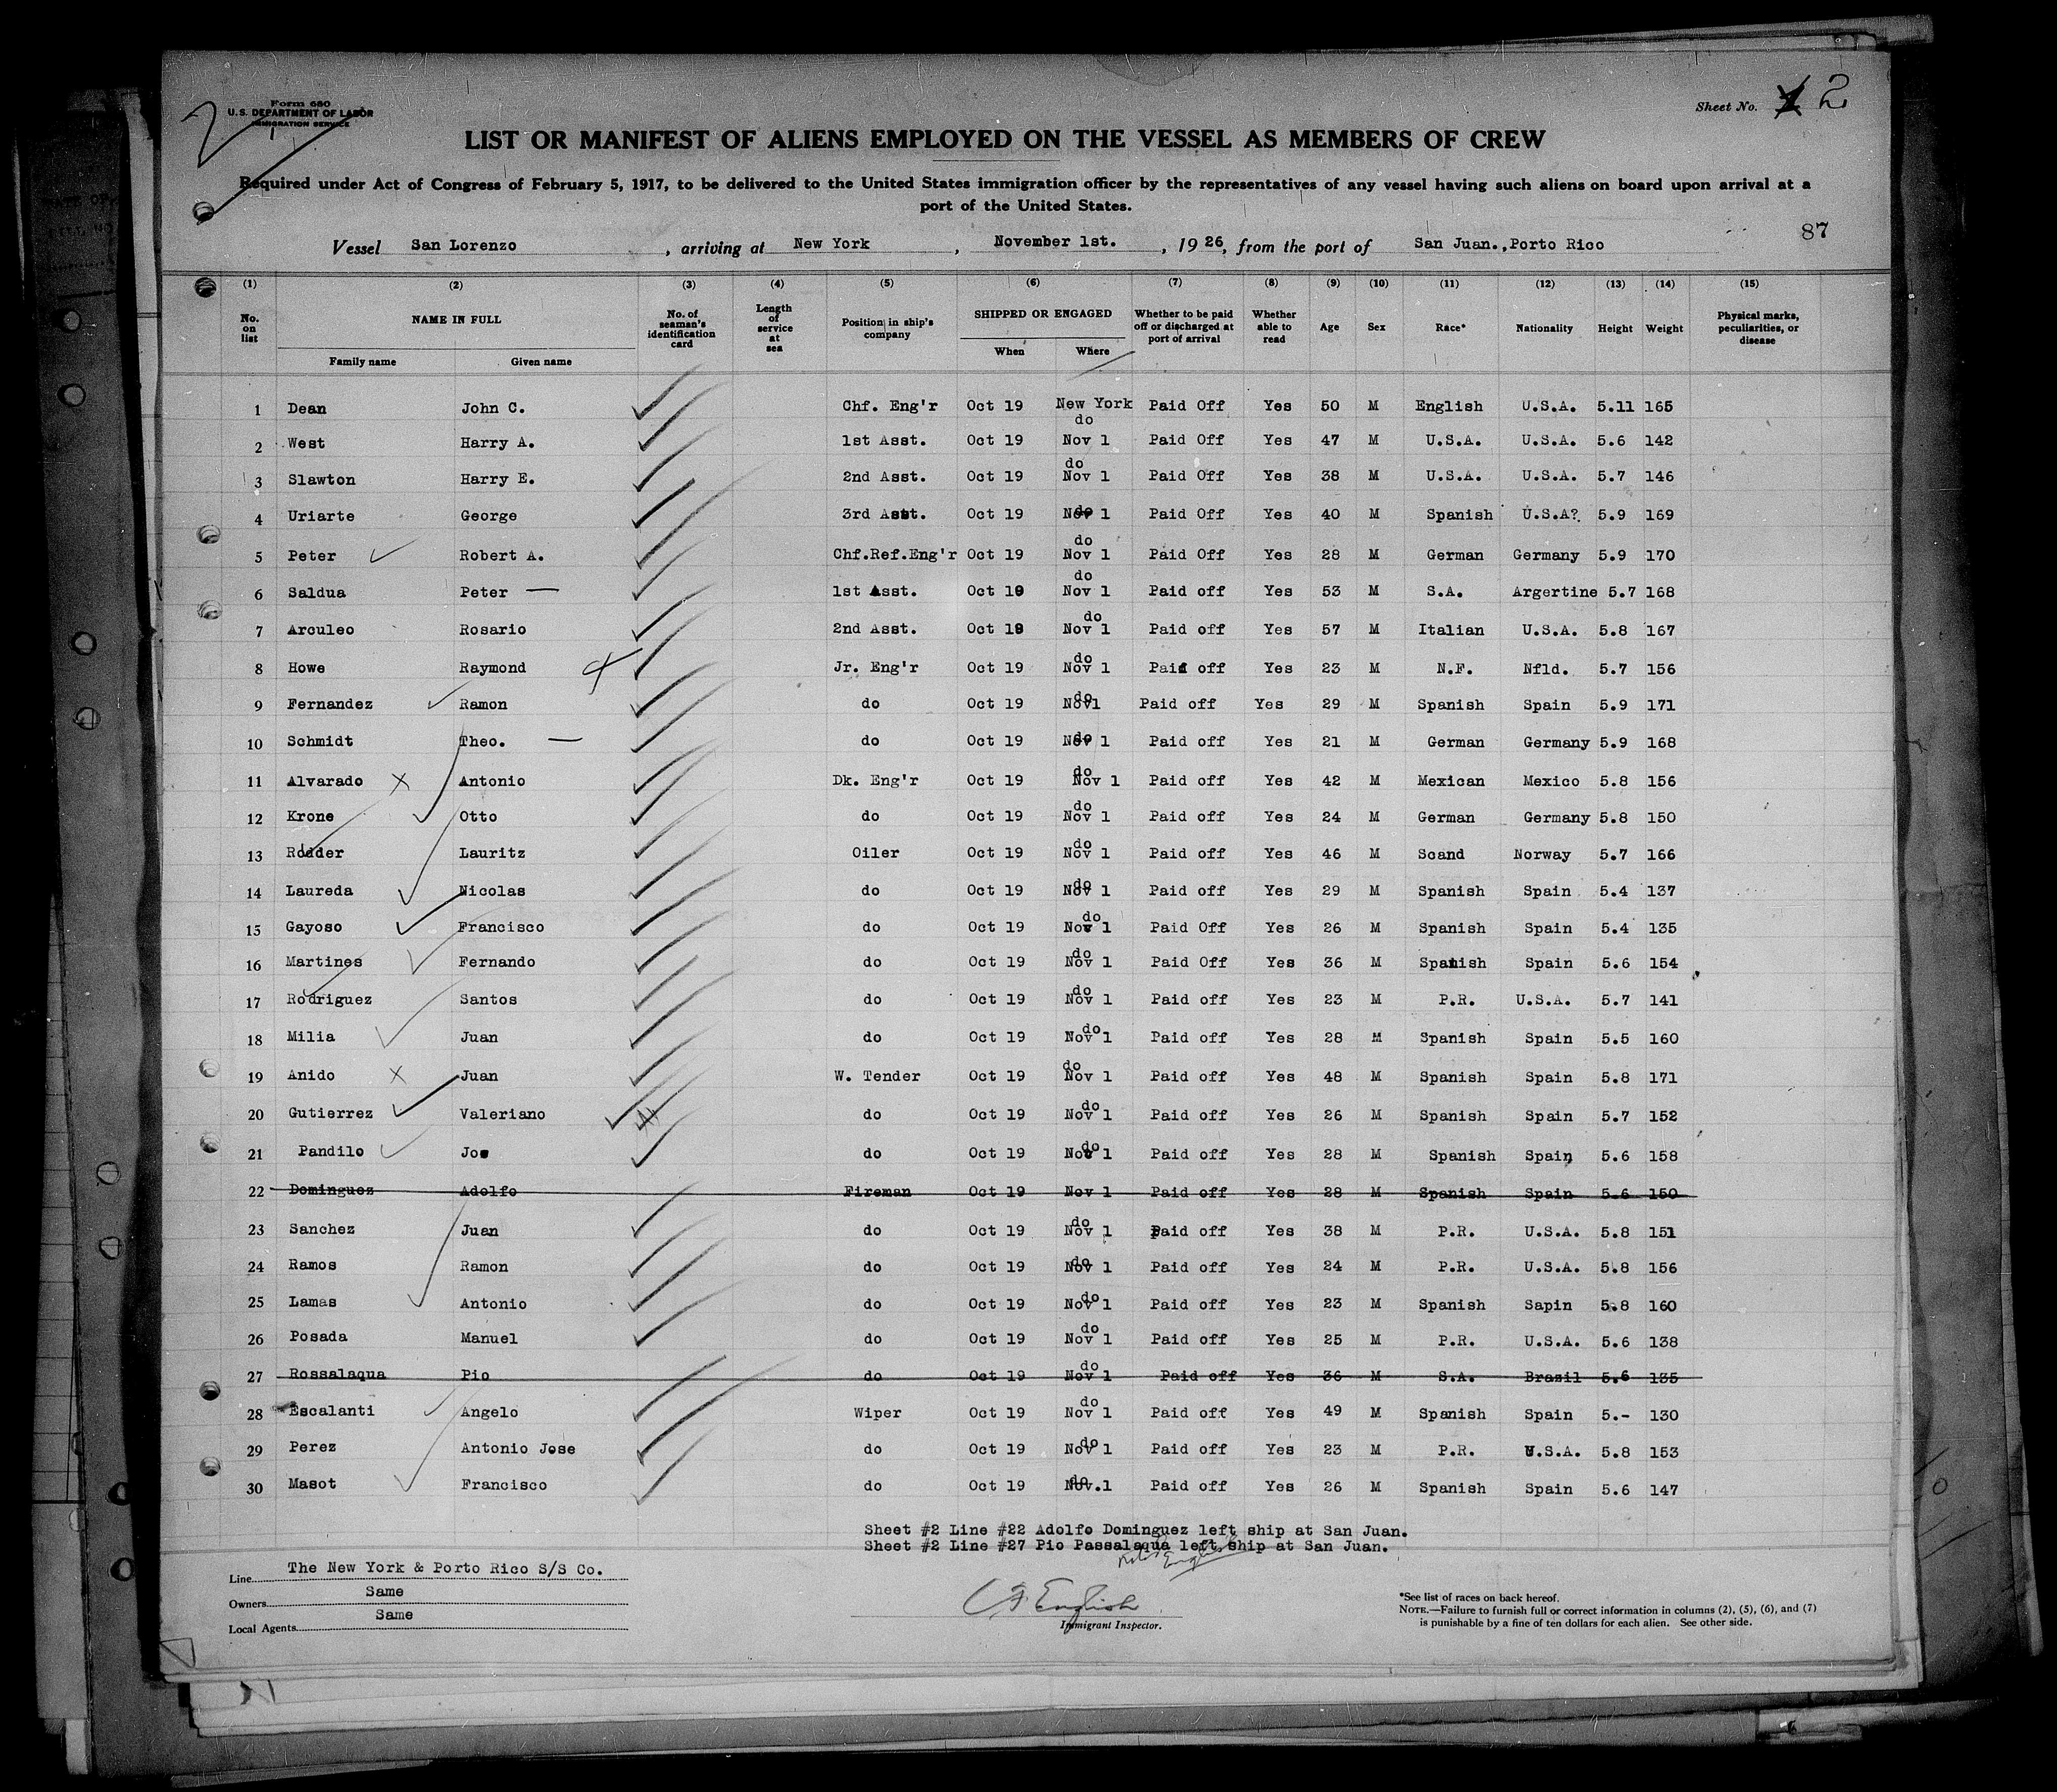 Form 680
U.S. DEPARTMENT OF LABOR
IMMIGRATION SERVICE
Sheet No. 2
LIST OR MANIFEST OF ALIENS EMPLOYED ON THE VESSEL AS MEMBERS OF CREW
Required under Act of Congress of February 5, 1917, to be delivered to the United States immigration officer by the representatives of any vessel having such aliens on board upon arrival at a
port of the United States.
87
Vessel San Lorenzo, arriving at New York, November 1st., 1926, from the port of San Juan.,Porto Rico
(1) (2) (3) (4) (5) (6) (7) (8) (9) (10) (11) (12) (13) (14) (15)
No. on list NAME IN FULL Family name Given name No. of seaman's identification card Length of service at sea Position in ship's company SHIPPED OR ENGAGED When Where Whether to be paid off or discharged at port of arrival Whether able to read Age Sex Race* Nationality Height Weight Physical marks, peculiarities, or disease
1 Dean John C. Chf. Eng'r Oct 19 New York Paid Off Yes 50 M English U.S.A. 5.11 165
2 West Harry A. 1st Asst. Oct 19 do Nov 1 Paid Off Yes 47 M U.S.A. U.S.A. 5.6 142
3 Slawton Harry E. 2nd Asst. Oct 19 do Nov 1 Paid Off Yes 38 M U.S.A. U.S.A. 5.7 146
4 Uriarte George 3rd Asst. Oct 19 do Nov 1 Paid Off Yes 40 M Spanish U.S.A?. 5.9 169
5 Peter Robert A. Chf.Ref.Eng'r Oct 19 do Nov 1 Paid Off Yes 28 M German Germany 5.9 170
6 Saldua Peter 1st Asst. Oct 19 do Nov 1 Paid off Yes 53 M S.A. Argertine 5.7 168
7 Arculeo Rosario 2nd Asst. Oct 19 do Nov 1 Paid off Yes 57 M Italian U.S.A. 5.8 167
8 Howe Raymond Jr. Eng'r Oct 19 do Nov 1 Paid off Yes 23 M N.F. Nfld. 5.7 156
9 Fernandez Ramon do Oct 19 do Nov1 Paid off Yes 29 M Spanish Spain 5.9 171
10 Schmidt Theo. do Oct 19 do Nov 1 Paid off Yes 21 M German Germany 5.9 168
11 Alvarado Antonio Dk. Eng'r Oct 19 do Nov 1 Paid off Yes 42 M Mexican Mexico 5.8 156
12 Krone Otto do Oct 19 do Nov 1 Paid off Yes 24 M German Germany 5.8 150
13 Rodder Lauritz Oiler Oct 19 do Nov 1 Paid off Yes 46 M Scand Norway 5.7 166
14 Laureda Nicolas do Oct 19 do Nov 1 Paid off Yes 29 M Spanish Spain 5.4 137
15 Gayoso Francisco do Oct 19 do Nov 1 Paid Off Yes 26 M Spanish Spain 5.4 135
16 Martines Fernando do Oct 19 do Nov 1 Paid Off Yes 36 M Spanish Spain 5.6 154
17 Rodriguez Santos do Oct 19 do Nov 1 Paid off Yes 23 M P.R. U.S.A. 5.7 141
18 Milia Juan do Oct 19 do Nov 1 Paid off Yes 28 M Spanish Spain 5.5 160
19 Anido Juan W. Tender Oct 19 do Nov 1 Paid off Yes 48 M Spanish Spain 5.8 171
20 Gutierrez Valeriano do Oct 19 do Nov 1 Paid off Yes 26 M Spanish Spain 5.7 152
21 Pandilo Joe do Oct 19 do Nov 1 Paid off Yes 28 M Spanish Spain 5.6 158
22 Dominguez Adolfo Fireman Oct 19 Nov 1 Paid off Yes 28 M Spanish Spain 5.6 150
23 Sanchez Juan do Oct 19 do Nov 1 Paid off Yes 38 M P.R. U.S.A. 5.8 151
24 Ramos Ramon do Oct 19 do Nov 1 Paid off Yes 24 M P.R. U.S.A. 5.8 156
25 Lamas Antonio do Oct 19 do Nov 1 Paid off Yes 23 M Spanish Sapin 5.8 160
26 Posada Manuel do Oct 19 do Nov 1 Paid off Yes 25 M P.R. U.S.A. 5.6 138
27 Rossalaqua Pio do Oct 19 do Nov 1 Paid off Yes 36 M S.A. Brazil 5.6 135
28 Escalanti Angelo Wiper Oct 19 do Nov 1 Paid off Yes 49 M Spanish Spain 5.- 130
29 Perez Antonio Jose do Oct 19 do Nov 1 Paid off Yes 23 M P.R. U.S.A. 5.8 153
30 Masot Francisco do Oct 19 do Nov.1 Paid off Yes 26 M Spanish Spain 5.6 147
Sheet #2 Line #22 Adolfo Dominguez left ship at San Juan.
Sheet #2 Line #27 Pio Passalaqua left ship at San Juan.
Line The New York & Porto Rico S/S Co.
Owners Same
Local Agents Same
English
Immigrant Inspector.
*See list of races on back hereof.
NOTE.—Failure to furnish full or correct information in columns (2), (5), (6), and (7)
is punishable by a fine of ten dollars for each alien. See other side.